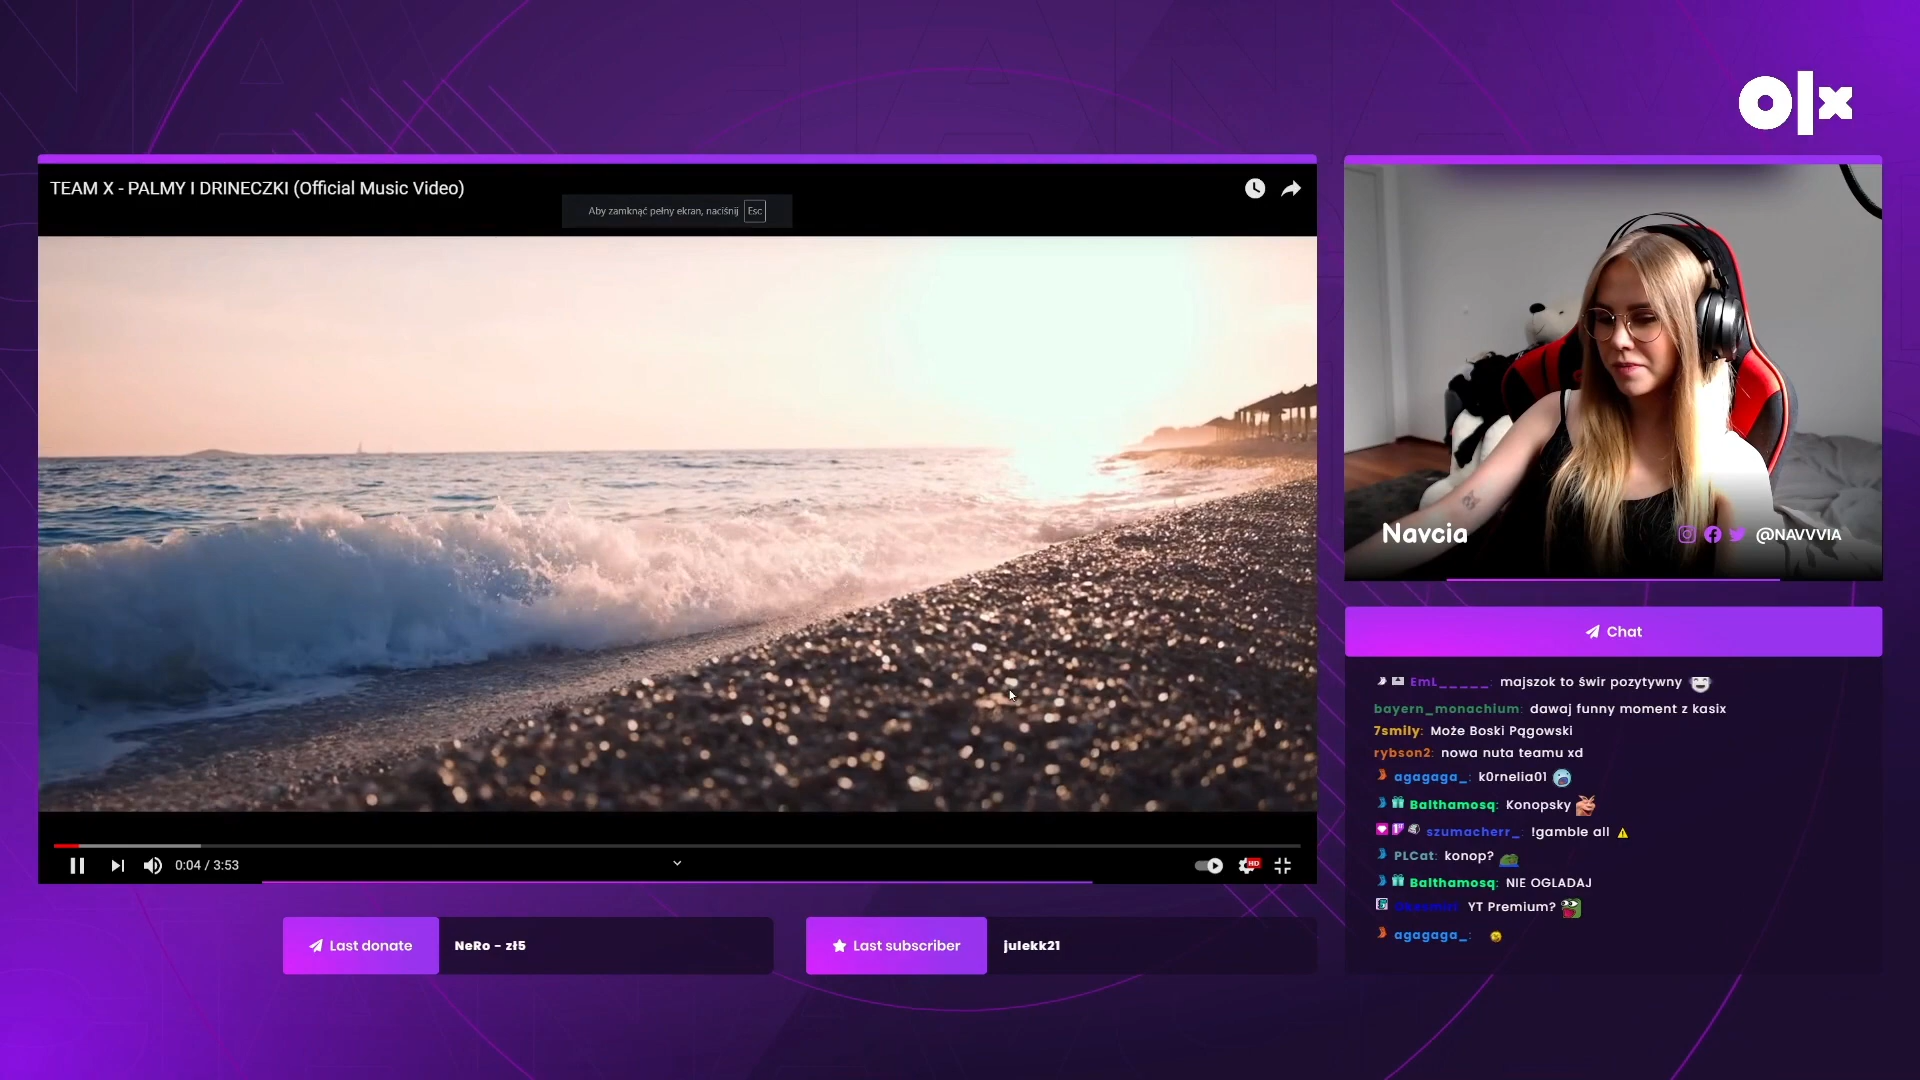 olx
TEAM X - PALMY I DRINECZKI (Official Music Video)
Aby zamknąć pełny ekran, naciśnij Esc
Navcia
@NAVVVIA
Chat
EmL_____: majszok to świr pozytywny
bayern_monachium: dawaj funny moment z kasix
7smily: Może Boski Pągowski
rybson2: nowa nuta teamu xd
agagaga_: k0rnelia01
Balthamosq: Konopsky
szumacherr_: !gamble all
PLCat: konop?
Balthamosq: NIE OGLADAJ
YT Premium?
agagaga_:
0:04 / 3:53
HD
Last donate
NeRo - zł5
Last subscriber
julekk21